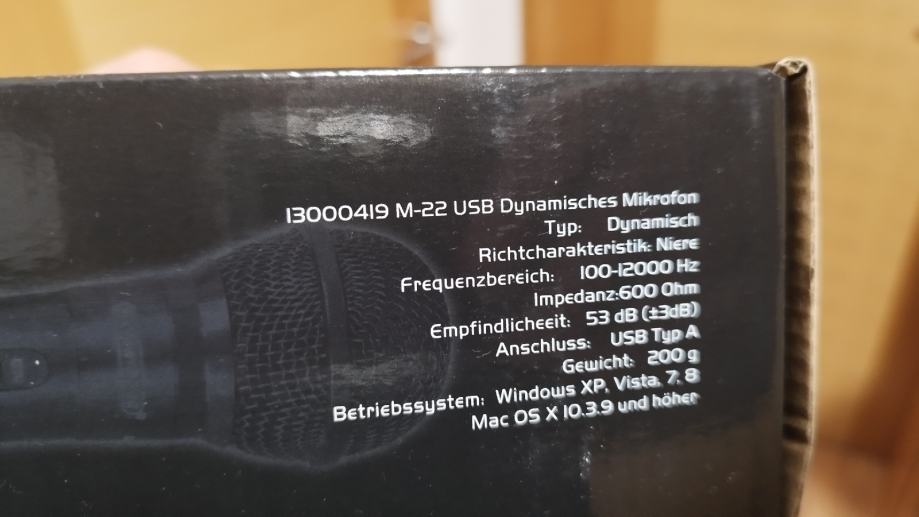 13000419 M-22 USB Dynamisches Mikrofon
Typ: Dynamisch
Richtcharakteristik: Niere
Frequenzbereich: 100-12000 Hz
Impedanz:600 Ohm
Empfindlicheeit: 53 dB (±3dB)
Anschluss: USB Typ A
Gewicht: 200 g
Betriebssystem: Windows XP, Vista, 7, 8
Mac OS X 10.3.9 und höher